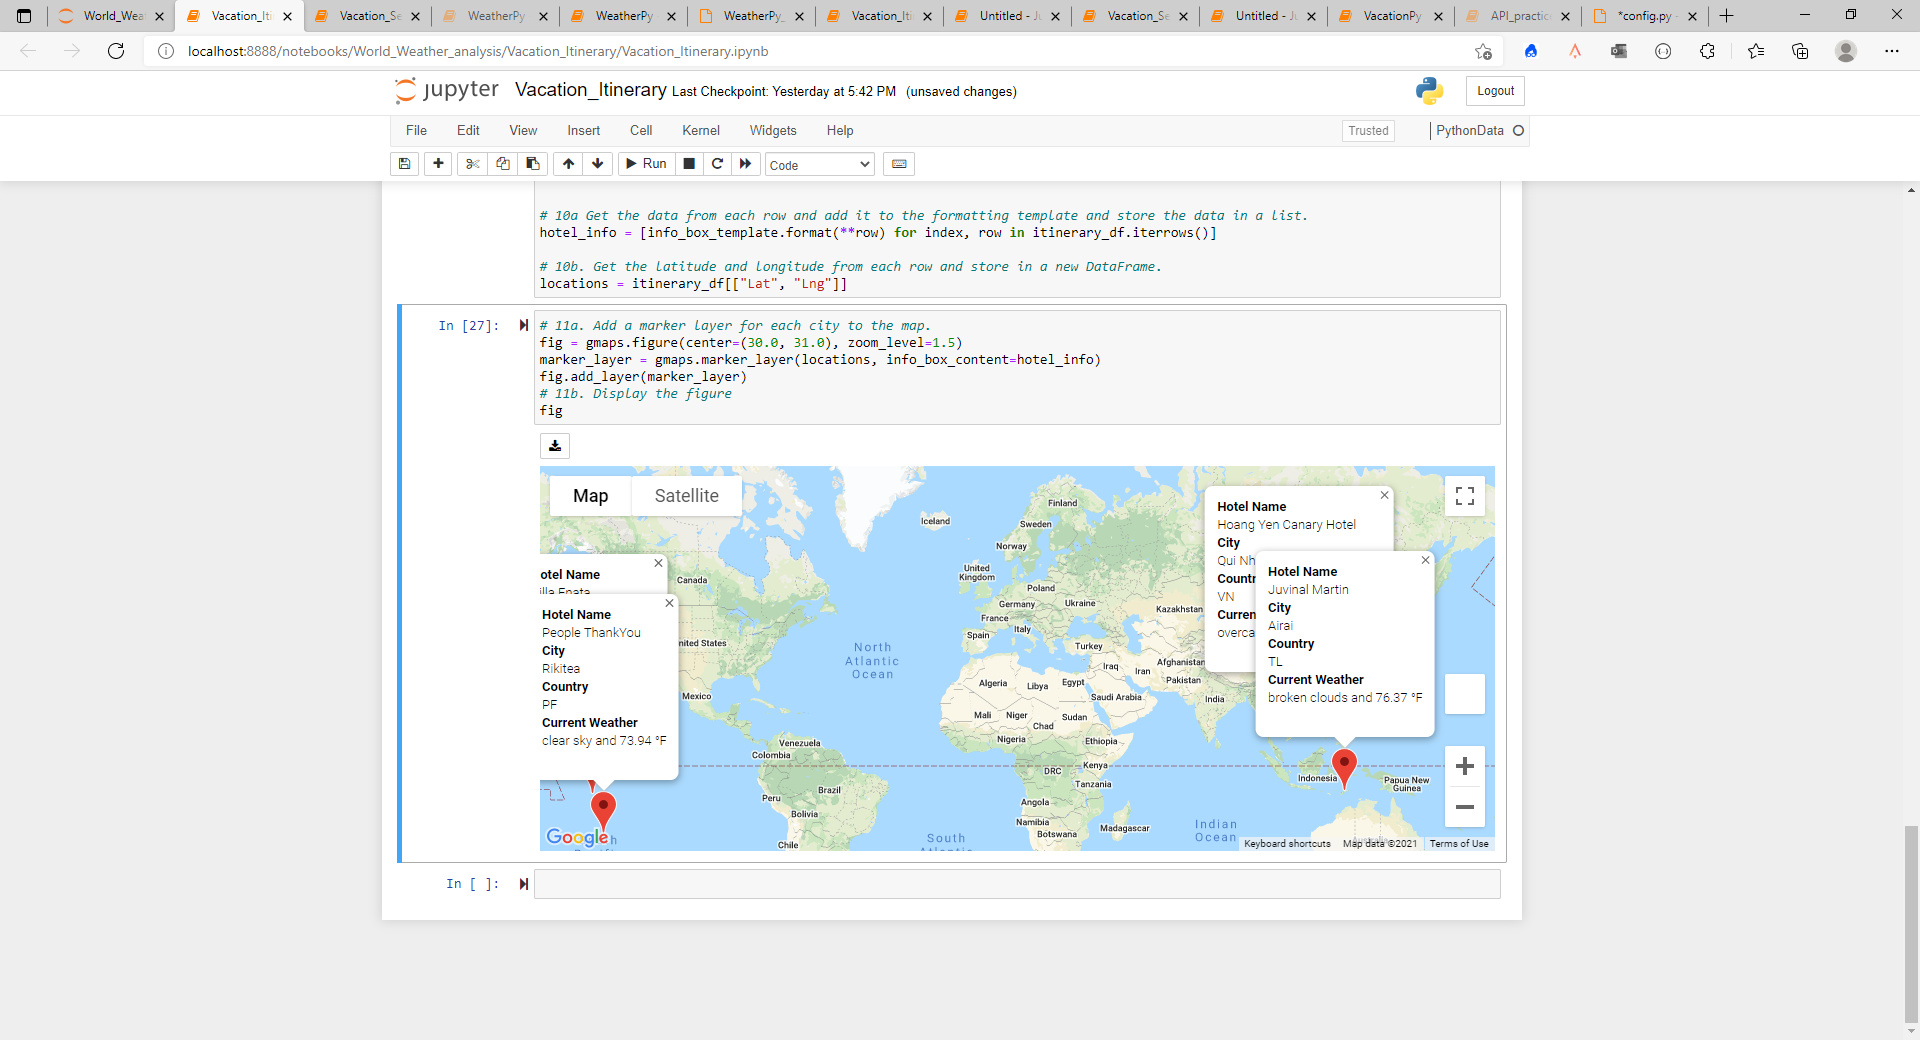 World_Wea
Vacation_It
Vacation_Se
WeatherPy
WeatherPy
WeatherPy_
Vacation_It
Untitled - J
Vacation_Se
Untitled - J
VacationPy
API_practic
*config.py
localhost:8888/notebooks/World_Weather_analysis/Vacation_Itinerary/Vacation_Itinerary.ipynb
jupyter Vacation_Itinerary Last Checkpoint: Yesterday at 5:42 PM (unsaved changes)
Logout
File Edit View Insert Cell Kernel Widgets Help
Trusted
PythonData
Run
Code
# 10a Get the data from each row and add it to the formatting template and store the data in a list.
hotel_info = [info_box_template.format(**row) for index, row in itinerary_df.iterrows()]
# 10b. Get the latitude and longitude from each row and store in a new DataFrame.
locations = itinerary_df[["Lat", "Lng"]]
In [27]:
# 11a. Add a marker layer for each city to the map.
fig = gmaps.figure(center=(30.0, 31.0), zoom_level=1.5)
marker_layer = gmaps.marker_layer(locations, info_box_content=hotel_info)
fig.add_layer(marker_layer)
# 11b. Display the figure
fig
Map
Satellite
Iceland
Finland
Sweden
Norway
United
Kingdom
Poland
Germany
Ukraine
France
Italy
Spain
Kazakhstan
Turkey
Iraq
Iran
Afghanistan
Pakistan
Algeria
Libya
Egypt
Saudi Arabia
India
Mali
Niger
Chad
Sudan
Nigeria
Ethiopia
DRC
Kenya
Tanzania
Angola
Namibia
Botswana
Madagascar
Canada
nited States
Mexico
Venezuela
Colombia
Peru
Brazil
Bolivia
Chile
North
Atlantic
Ocean
South
Indian
Ocean
Indonesia
Papua New
Guinea
otel Name
Hotel Name
People ThankYou
City
Rikitea
Country
PF
Current Weather
clear sky and 73.94 °F
Hotel Name
Hoang Yen Canary Hotel
City
Qui Nh
Countr
VN
Curren
overca
Hotel Name
Juvinal Martin
City
Airai
Country
TL
Current Weather
broken clouds and 76.37 °F
Google
Keyboard shortcuts
Map data ©2021
Terms of Use
In [ ]: